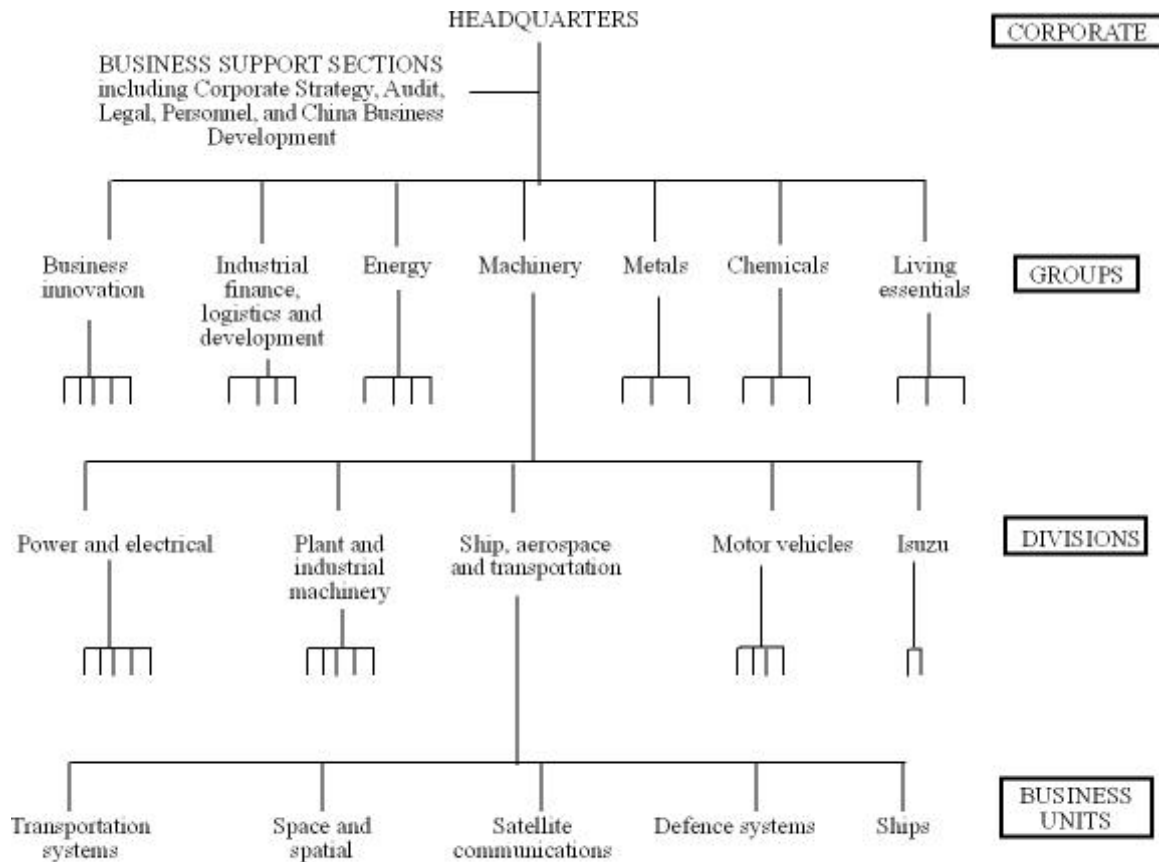 HEADQUARTERS
CORPORATE
BUSINESS SUPPORT SECTIONS
including Corporate Strategy, Audit,
Legal, Personnel, and China Business
Development
Business
innovation
Industrial
finance,
logistics and
development
Energy
Machinery
Metals
Chemicals
Living
essentials
GROUPS
Power and electrical
Plant and
industrial
machinery
Ship, aerospace
and transportation
Motor vehicles
Isuzu
DIVISIONS
Transportation
systems
Space and
spatial
Satellite
communications
Defence systems
Ships
BUSINESS
UNITS